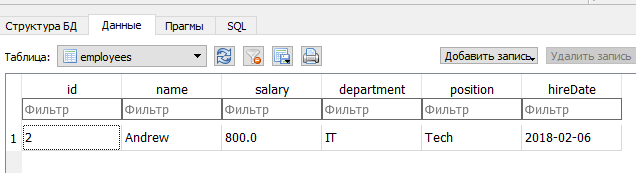 Структура БД Данные Прагмы SQL
Таблица: employees Добавить запись Удалить запись
id name salary department position hireDate
Фильтр Фильтр Фильтр Фильтр Фильтр Фильтр
1 2 Andrew 800.0 IT Tech 2018-02-06